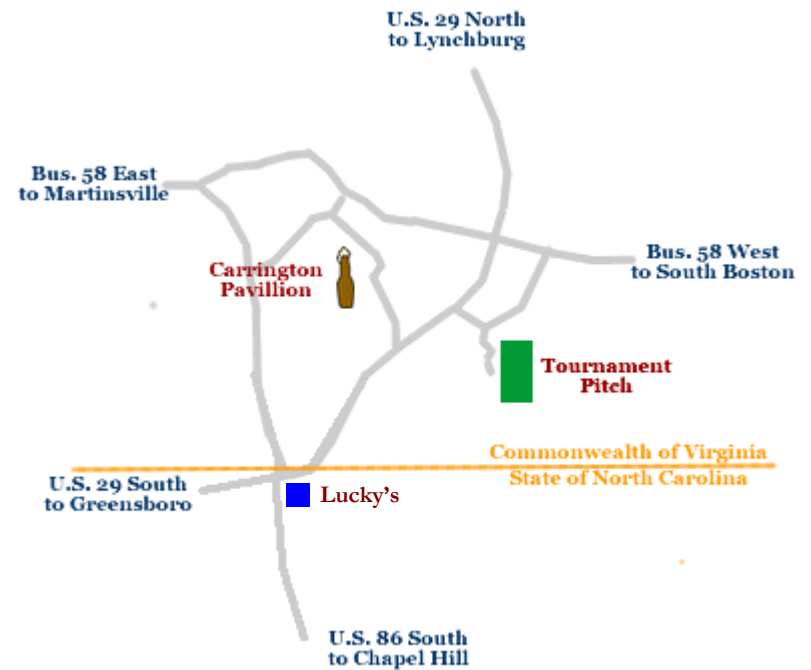 U.S. 29 North
to Lynchburg
Bus. 58 East
to Martinsville
Bus. 58 West
to South Boston
Carrington
Pavillion
Tournament
Pitch
Commonwealth of Virginia
State of North Carolina
U.S. 29 South
to Greensboro
Lucky's
U.S. 86 South
to Chapel Hill